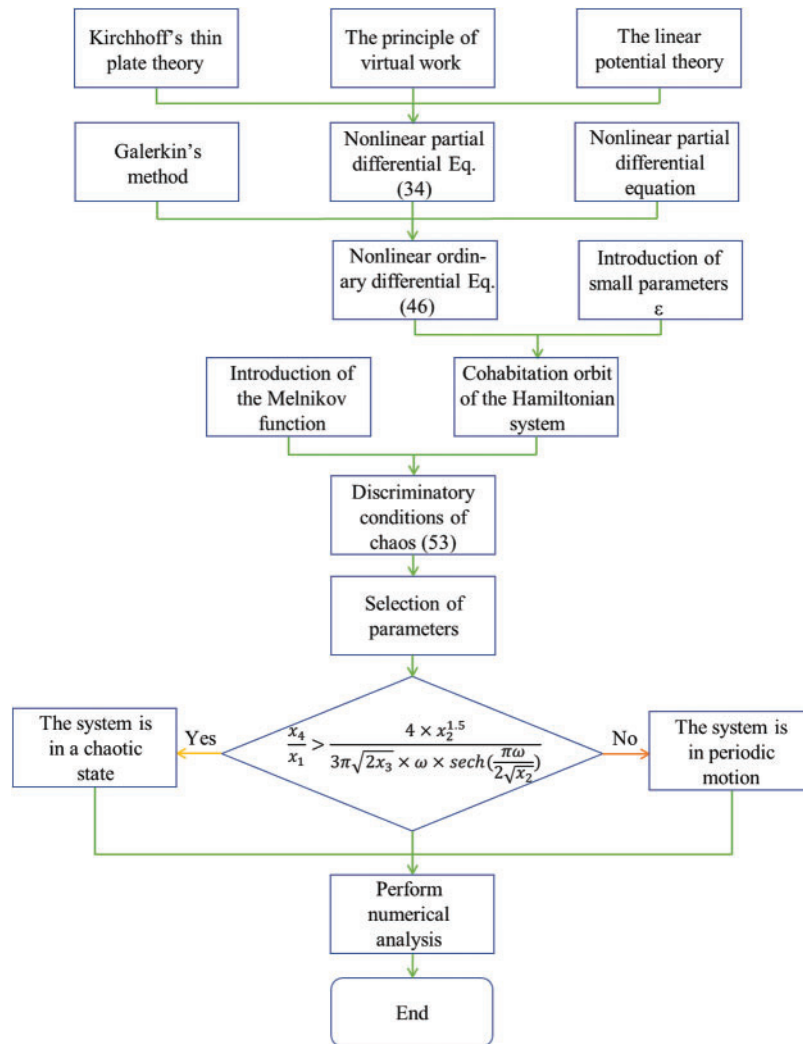 Kirchhoff's thin
plate theory
The principle of
virtual work
The linear
potential theory
Galerkin's
method
Nonlinear partial
differential Eq.
(34)
Nonlinear partial
differential
equation
Nonlinear ordin-
ary differential Eq.
(46)
Introduction of
small parameters
ε
Introduction of
the Melnikov
function
Cohabitation orbit
of the Hamiltonian
system
Discriminatory
conditions of
chaos (53)
Selection of
parameters
The system is
in a chaotic
state
Yes
x₄/x₁ > 4 × x₂^1.5 / (3π√(2x₃) × ω × sech(πω/(2√x₂)))
No
The system is
in periodic
motion
Perform
numerical
analysis
End